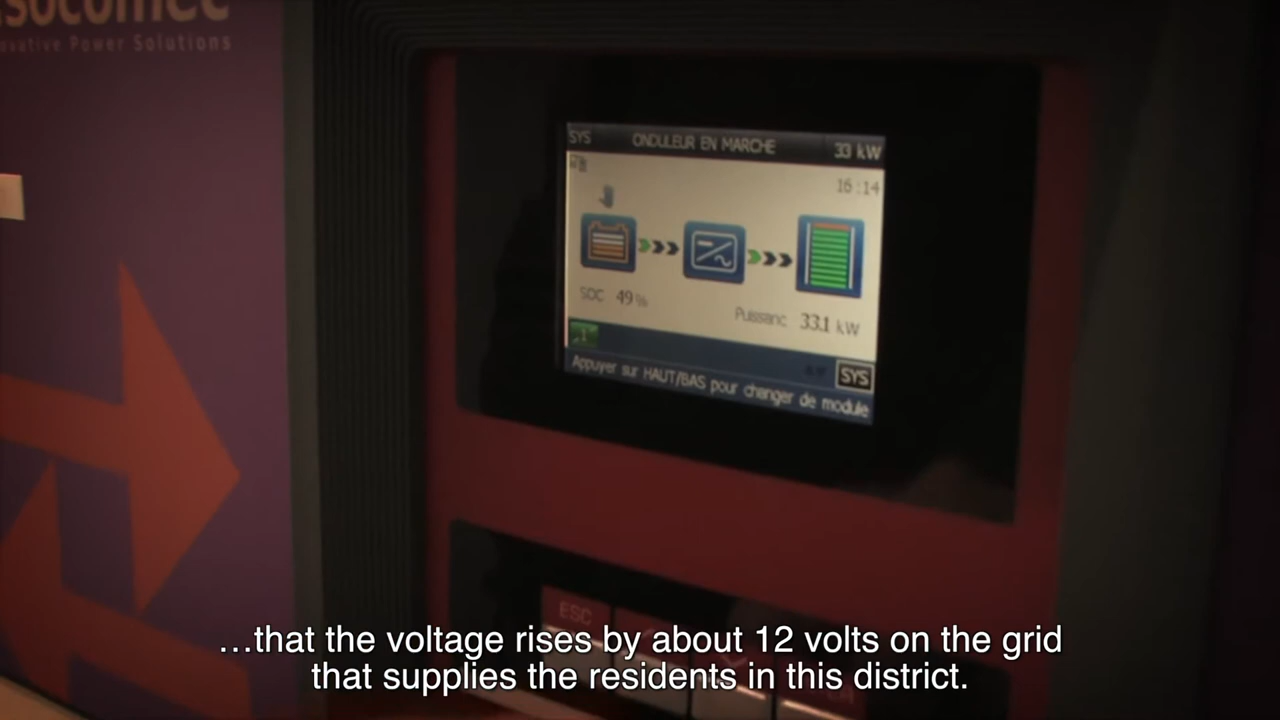 socomec
ovative Power Solutions
SYS ONDULEUR EN MARCHE 33 kW
16:14
SOC 49%
Puissanc 33.1 kW
SYS
Appuyer sur HAUT/BAS pour changer de module
ESC
…that the voltage rises by about 12 volts on the grid
that supplies the residents in this district.